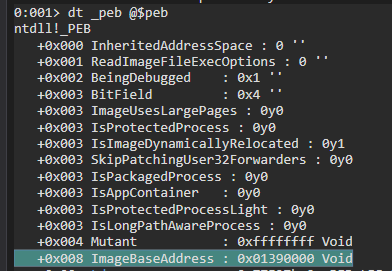 0:001> dt _peb @$peb
ntdll!_PEB
+0x000 InheritedAddressSpace : 0 ''
+0x001 ReadImageFileExecOptions : 0 ''
+0x002 BeingDebugged : 0x1 ''
+0x003 BitField : 0x4 ''
+0x003 ImageUsesLargePages : 0y0
+0x003 IsProtectedProcess : 0y0
+0x003 IsImageDynamicallyRelocated : 0y1
+0x003 SkipPatchingUser32Forwarders : 0y0
+0x003 IsPackagedProcess : 0y0
+0x003 IsAppContainer : 0y0
+0x003 IsProtectedProcessLight : 0y0
+0x003 IsLongPathAwareProcess : 0y0
+0x004 Mutant : 0xffffffff Void
+0x008 ImageBaseAddress : 0x01390000 Void